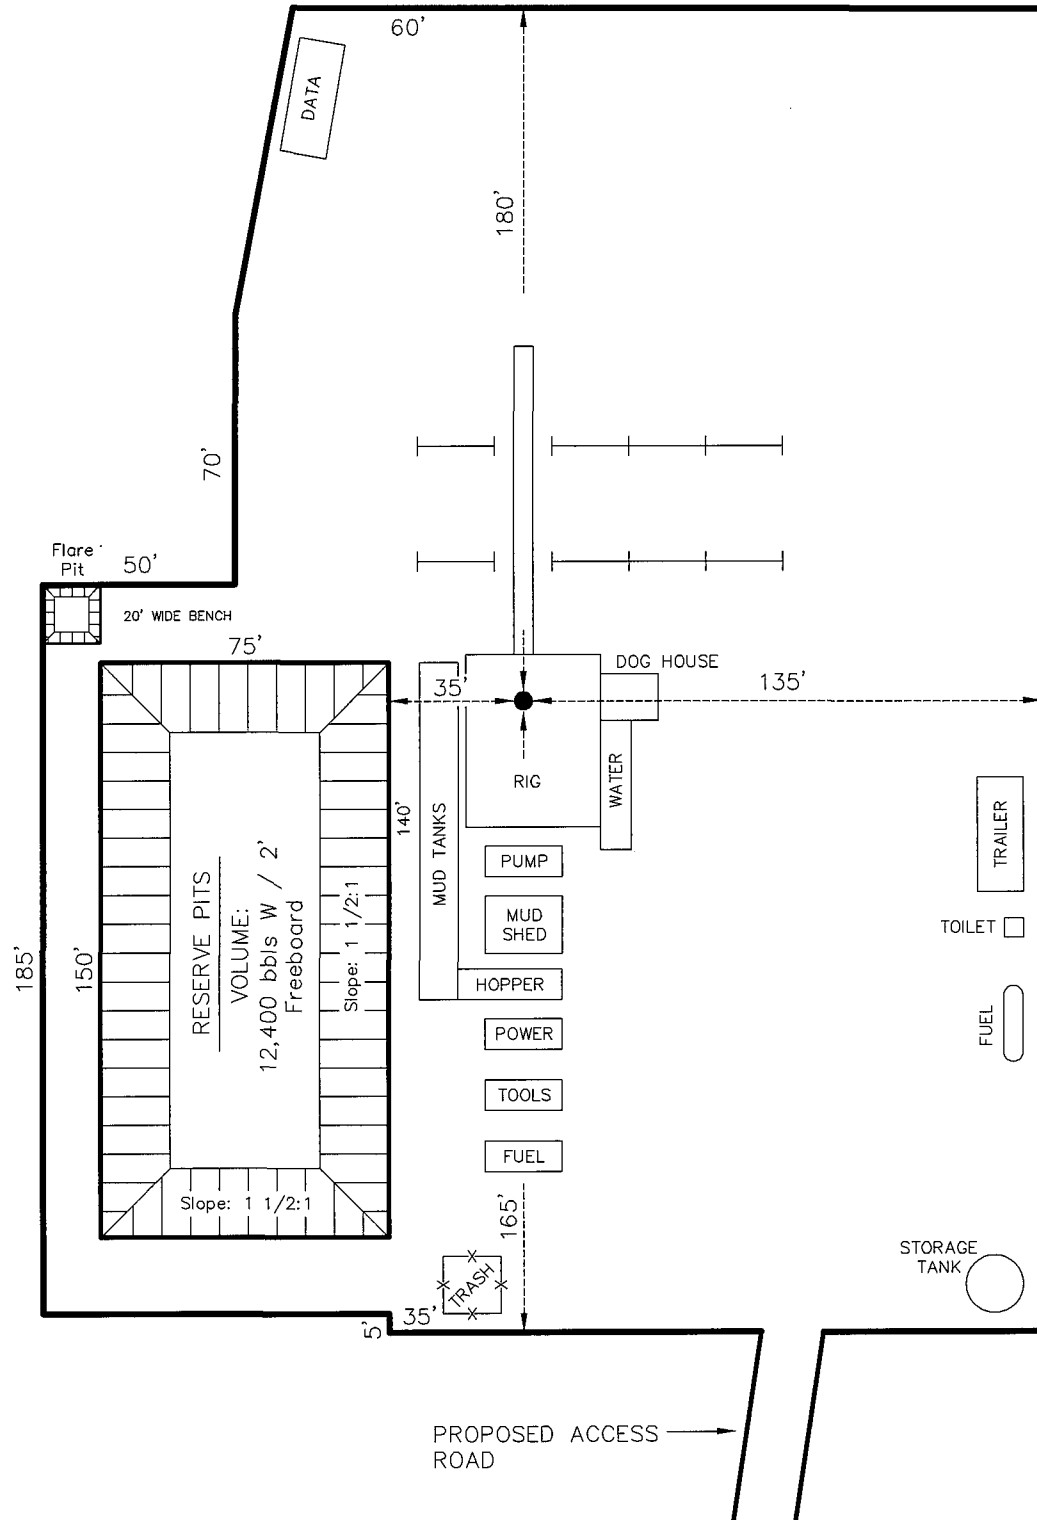 60'
DATA
180'
70'
Flare
Pit
50'
20' WIDE BENCH
75'
DOG HOUSE
35'
135'
RIG
WATER
MUD TANKS
140'
PUMP
MUD
SHED
HOPPER
POWER
TOOLS
FUEL
TRAILER
TOILET
FUEL
185'
150'
RESERVE PITS
VOLUME:
12,400 bbls W / 2'
Freeboard
Slope: 1 1/2:1
Slope: 1 1/2:1
165'
STORAGE
TANK
TRASH
5'
35'
PROPOSED ACCESS
ROAD